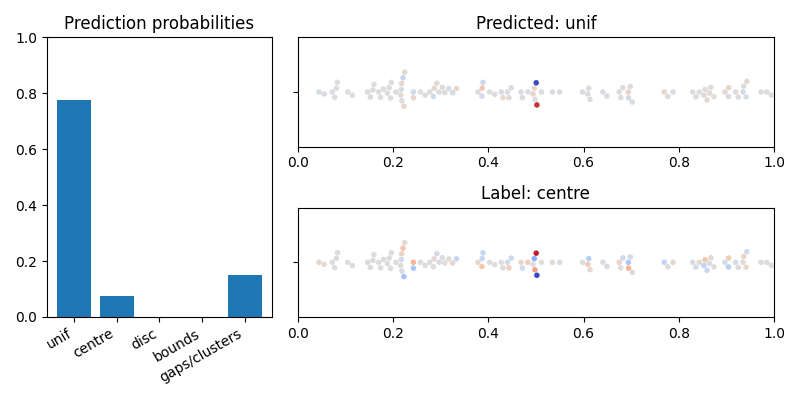 Prediction probabilities
1.0
0.8
0.6
0.4
0.2
0.0
unif
centre
disc
bounds
gaps/clusters
Predicted: unif
0.0 0.2 0.4 0.6 0.8 1.0
Label: centre
0.0 0.2 0.4 0.6 0.8 1.0